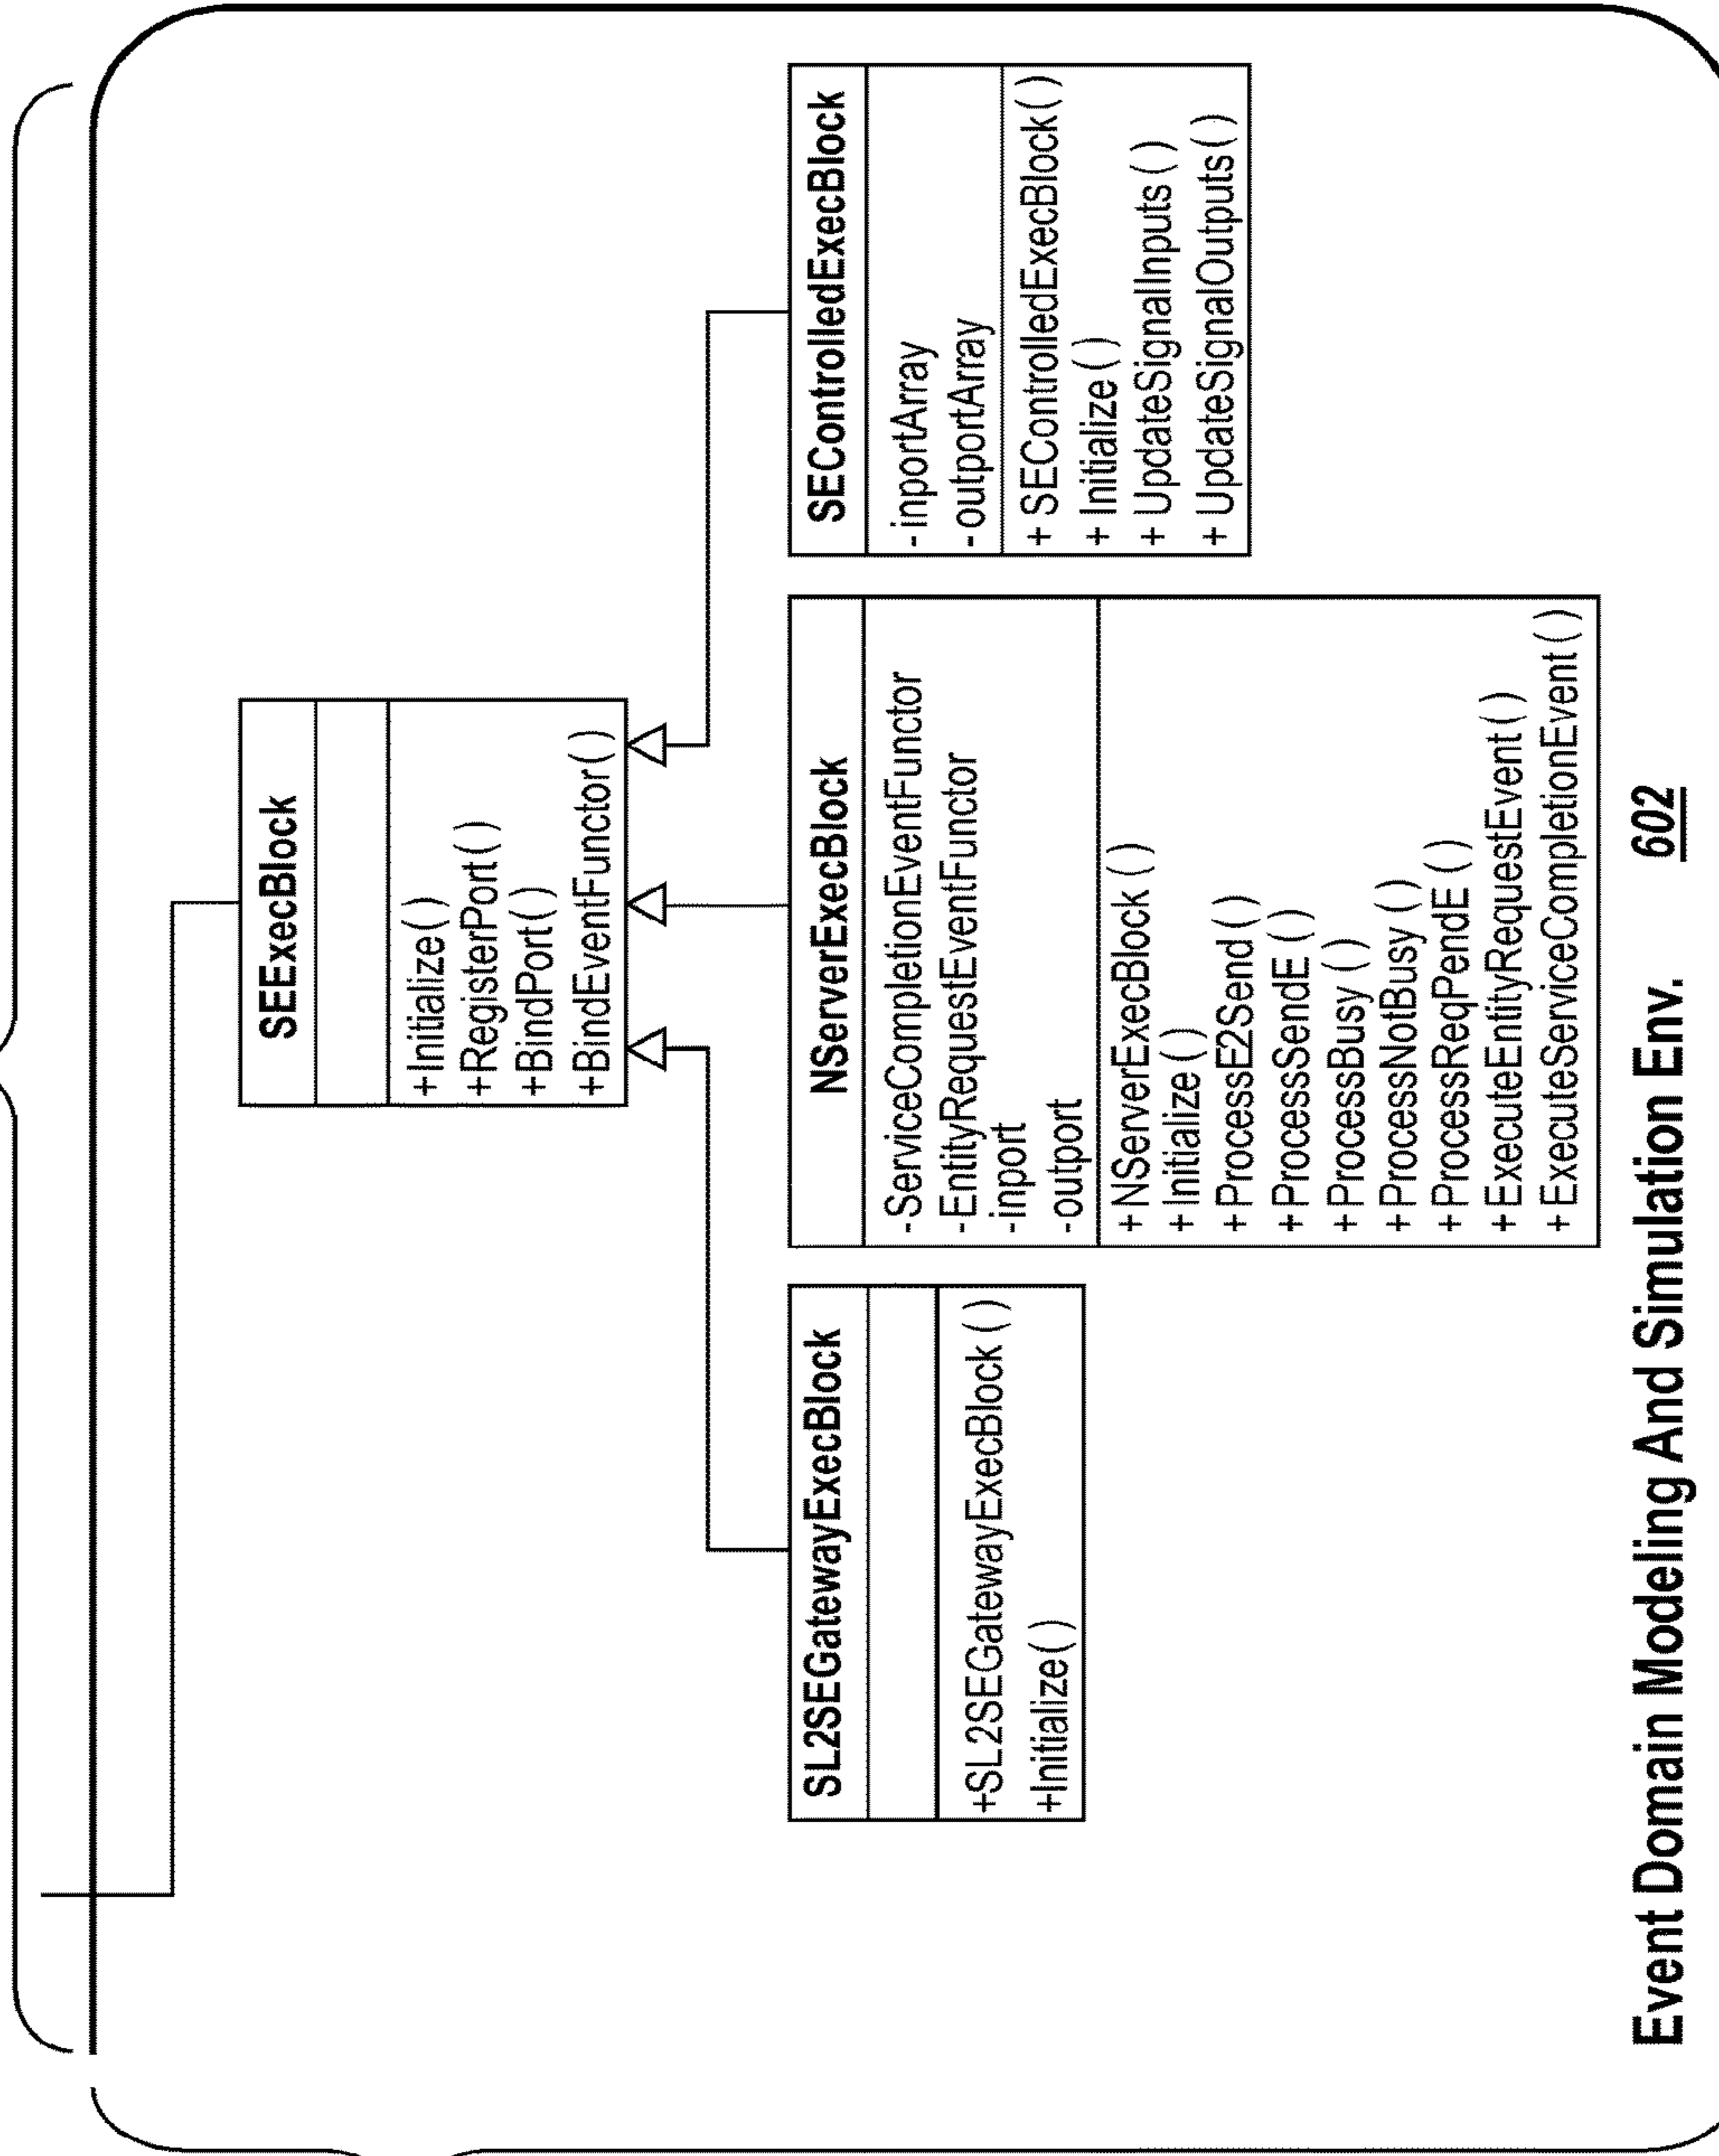 SEExecBlock
+Initialize()
+RegisterPort()
+BindPort()
+BindEventFunctor()
SL2SEGatewayExecBlock
+SL2SEGatewayExecBlock()
+Initialize()
NServerExecBlock
-ServiceCompletionEventFunctor
-EntityRequestEventFunctor
-inport
-outport
+NServerExecBlock()
+Initialize()
+ProcessE2Send()
+ProcessSendE()
+ProcessBusy()
+ProcessNotBusy()
+ProcessReqPendE()
+ExecuteEntityRequestEvent()
+ExecuteServiceCompletionEvent()
SEControlledExecBlock
-inportArray
-outportArray
+SEControlledExecBlock()
+Initialize()
+UpdateSignalInputs()
+UpdateSignalOutputs()
Event Domain Modeling And Simulation Env. 602